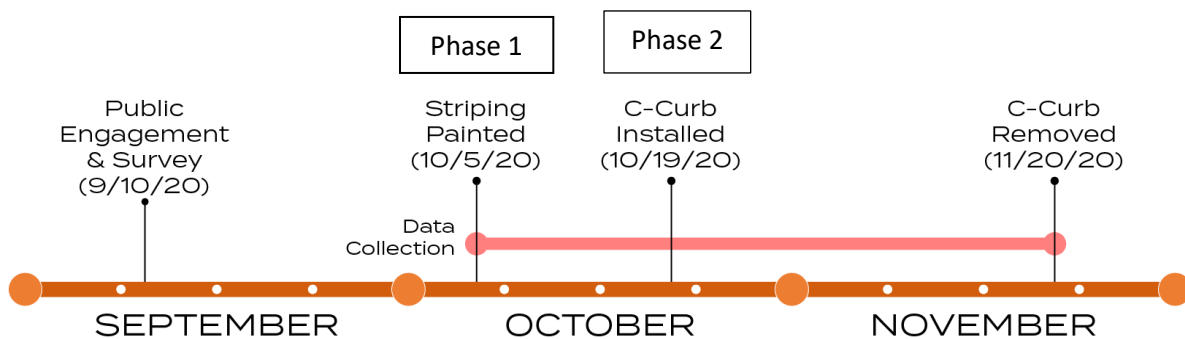 Phase 1
Phase 2
Public
Engagement
& Survey
(9/10/20)
Striping
Painted
(10/5/20)
C-Curb
Installed
(10/19/20)
C-Curb
Removed
(11/20/20)
Data
Collection
SEPTEMBER
OCTOBER
NOVEMBER